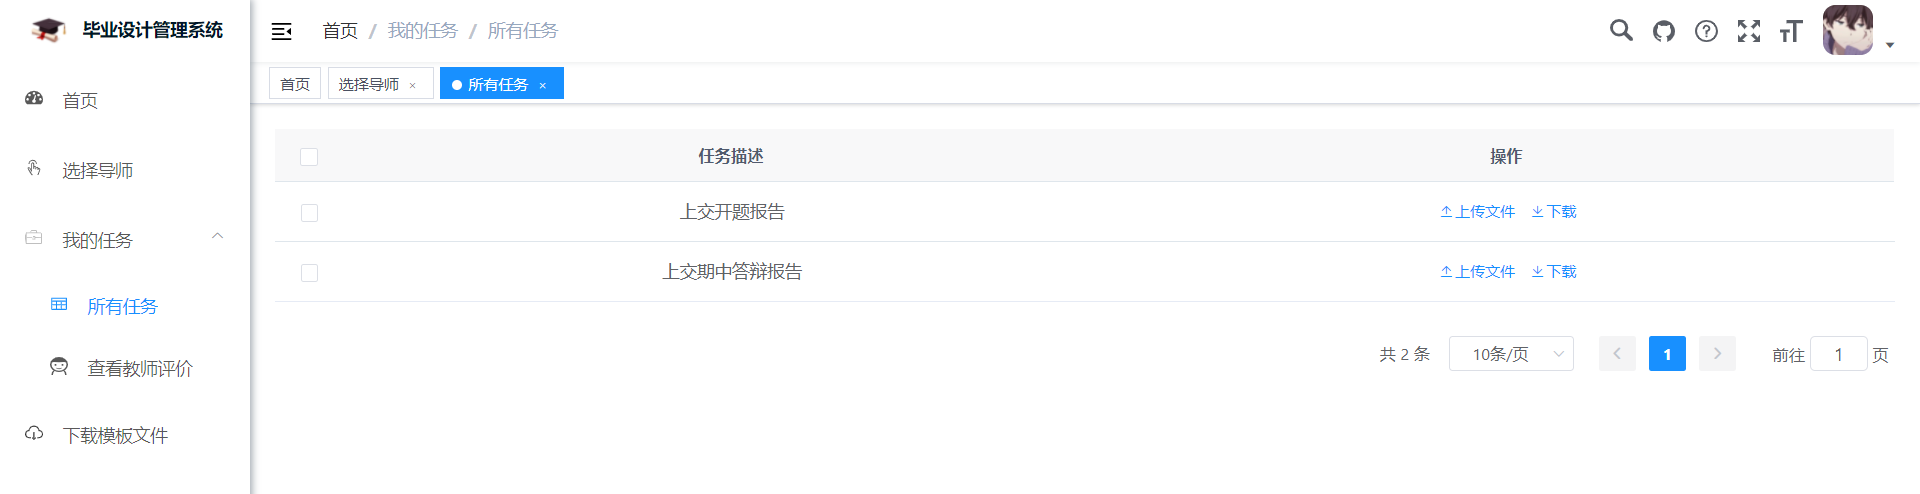 毕业设计管理系统
首页
选择导师
我的任务
所有任务
查看教师评价
下载模板文件
首页 / 我的任务 / 所有任务
首页 选择导师 × 所有任务 ×
任务描述 操作
上交开题报告 上传文件 下载
上交期中答辩报告 上传文件 下载
共 2 条 10条/页 1 前往 1 页